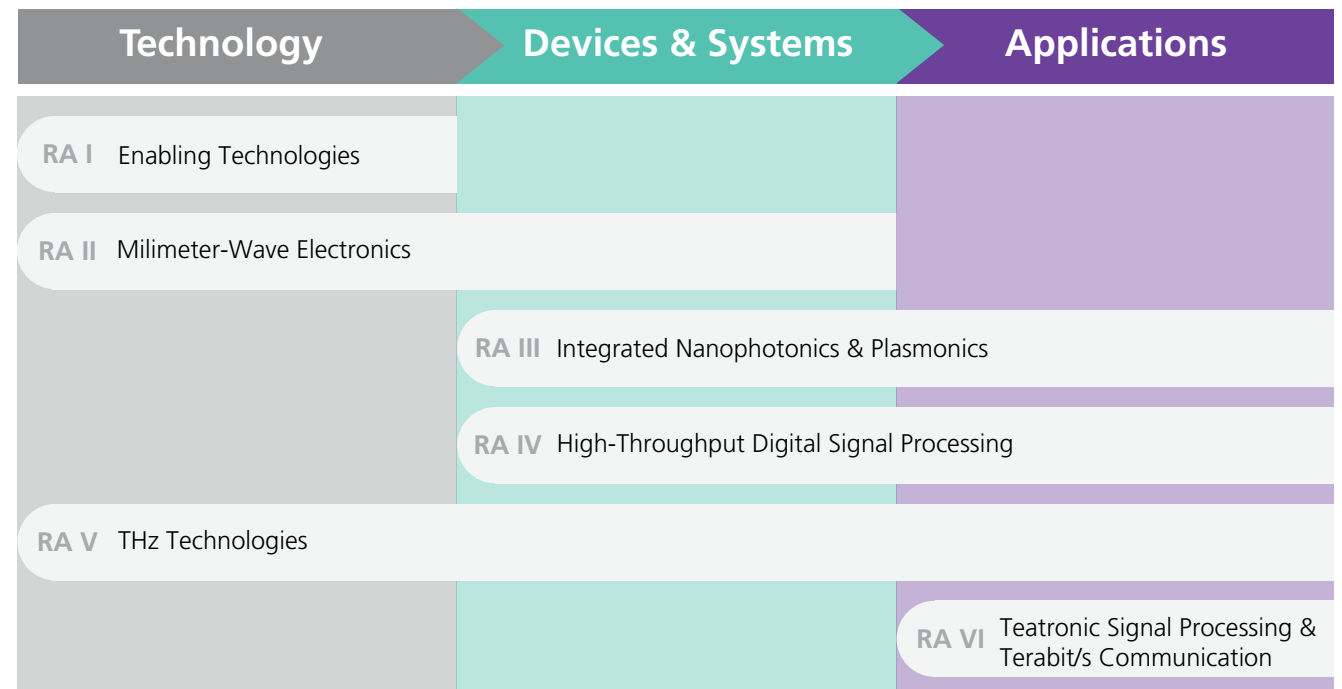 Technology Devices & Systems Applications
RA I Enabling Technologies
RA II Milimeter-Wave Electronics
RA III Integrated Nanophotonics & Plasmonics
RA IV High-Throughput Digital Signal Processing
RA V THz Technologies
RA VI Teatronic Signal Processing &
Terabit/s Communication